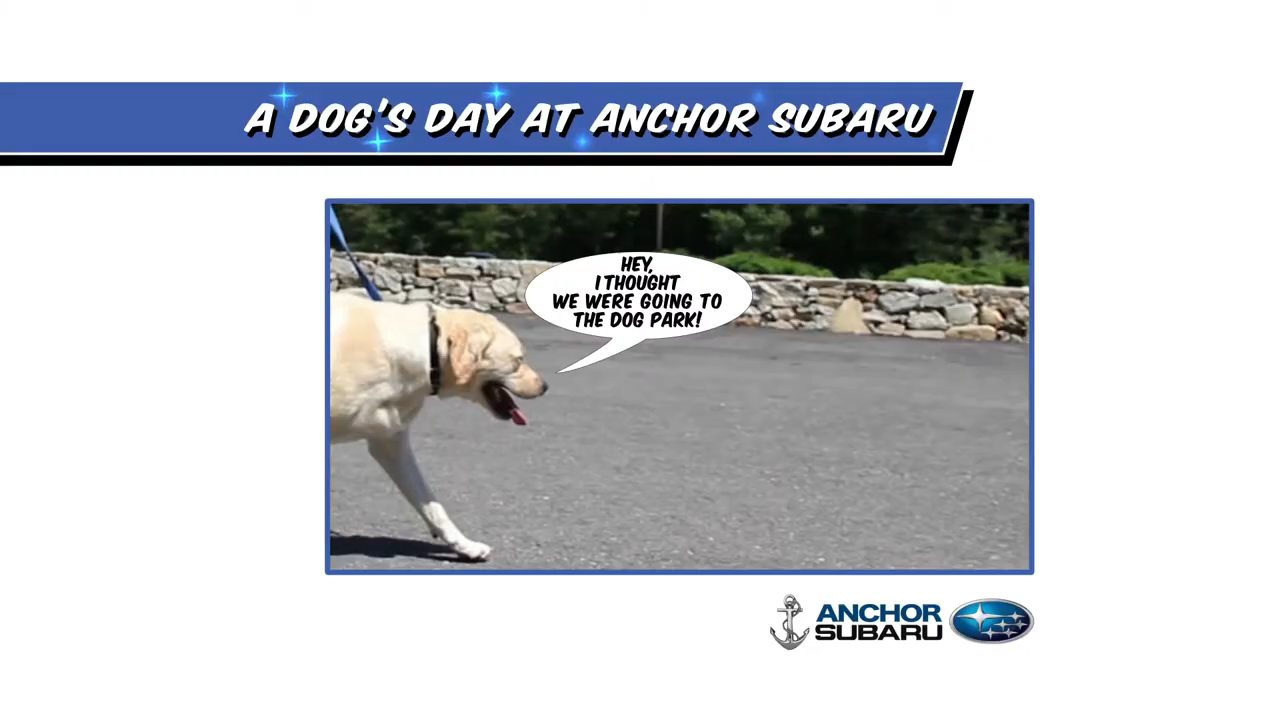 A DOG'S DAY AT ANCHOR SUBARU
HEY,
I THOUGHT
WE WERE GOING TO
THE DOG PARK!
ANCHOR
SUBARU